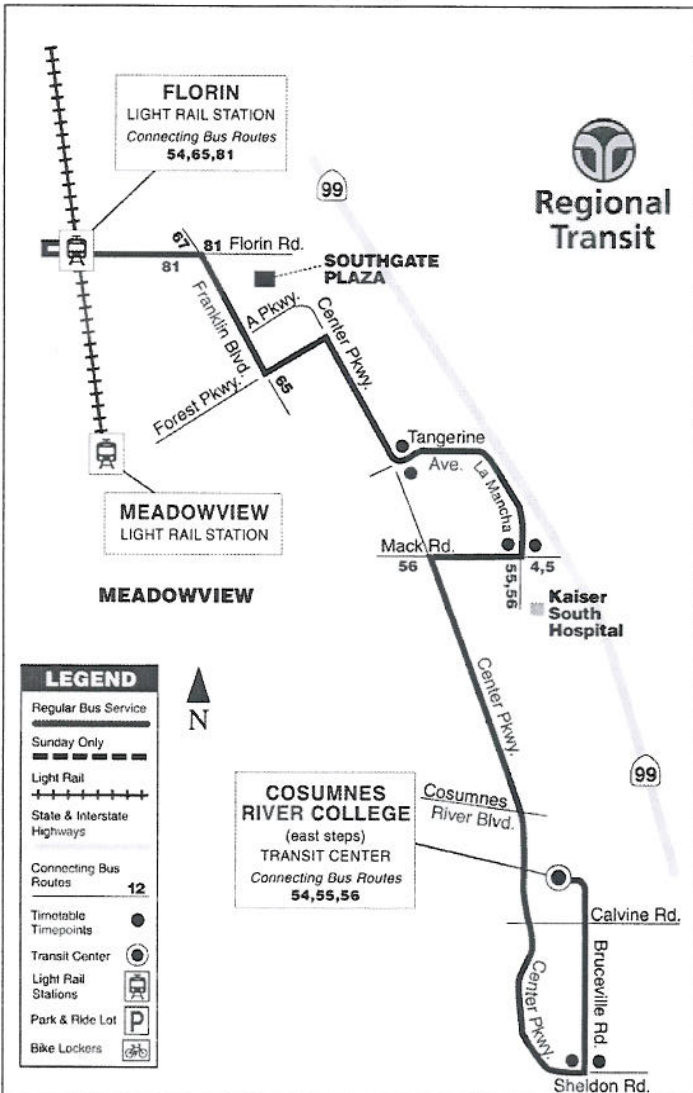 FLORIN
LIGHT RAIL STATION
Connecting Bus Routes
54,65,81
99
Regional
Transit
67
81 Florin Rd.
81
SOUTHGATE
PLAZA
A Pkwy.
Center Pkwy.
Franklin Blvd.
65
Forest Pkwy.
Tangerine
Ave.
La Mancha
MEADOWVIEW
LIGHT RAIL STATION
Mack Rd.
56
55,56
4,5
MEADOWVIEW
Kaiser
South
Hospital
LEGEND
Regular Bus Service
Sunday Only
Light Rail
State & Interstate
Highways
Connecting Bus
Routes 12
Timetable
Timepoints
Transit Center
Light Rail
Stations
Park & Ride Lot P
Bike Lockers
N
Center Pkwy.
99
COSUMNES
RIVER COLLEGE
(east steps)
TRANSIT CENTER
Connecting Bus Routes
54,55,56
Cosumnes
River Blvd.
Calvine Rd.
Bruceville Rd.
Center Pkwy.
Sheldon Rd.